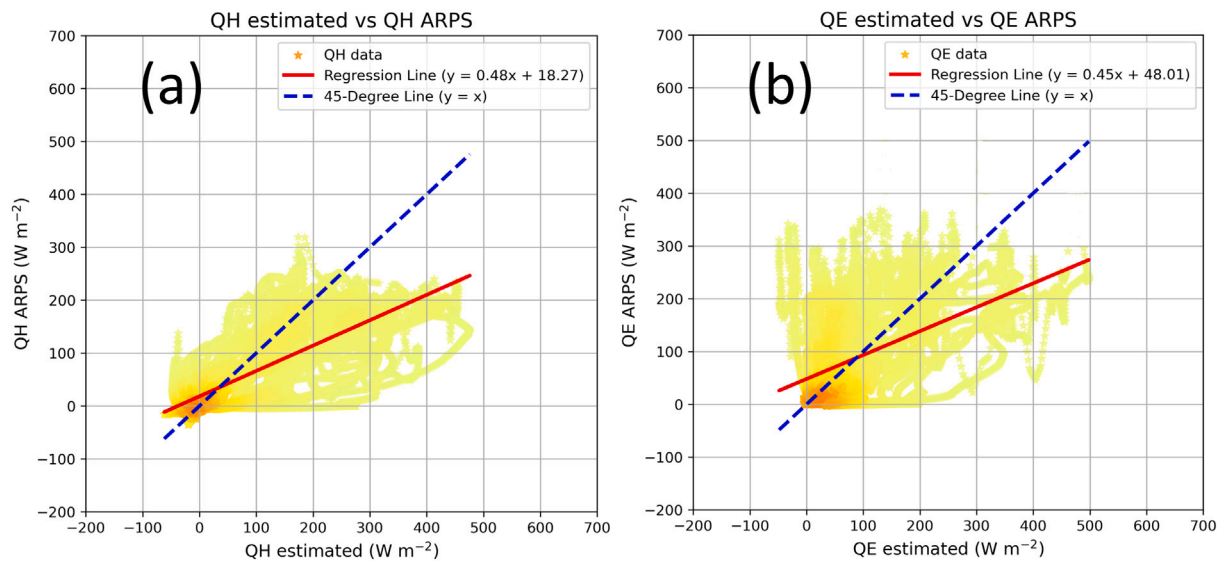 QH estimated vs QH ARPS
(a)
QH data
Regression Line (y = 0.48x + 18.27)
45-Degree Line (y = x)
QH ARPS (W m⁻²)
700
600
500
400
300
200
100
0
−100
−200
−200 −100 0 100 200 300 400 500 600 700
QH estimated (W m⁻²)
QE estimated vs QE ARPS
(b)
QE data
Regression Line (y = 0.45x + 48.01)
45-Degree Line (y = x)
QE ARPS (W m⁻²)
700
600
500
400
300
200
100
0
−100
−200
−200 −100 0 100 200 300 400 500 600 700
QE estimated (W m⁻²)